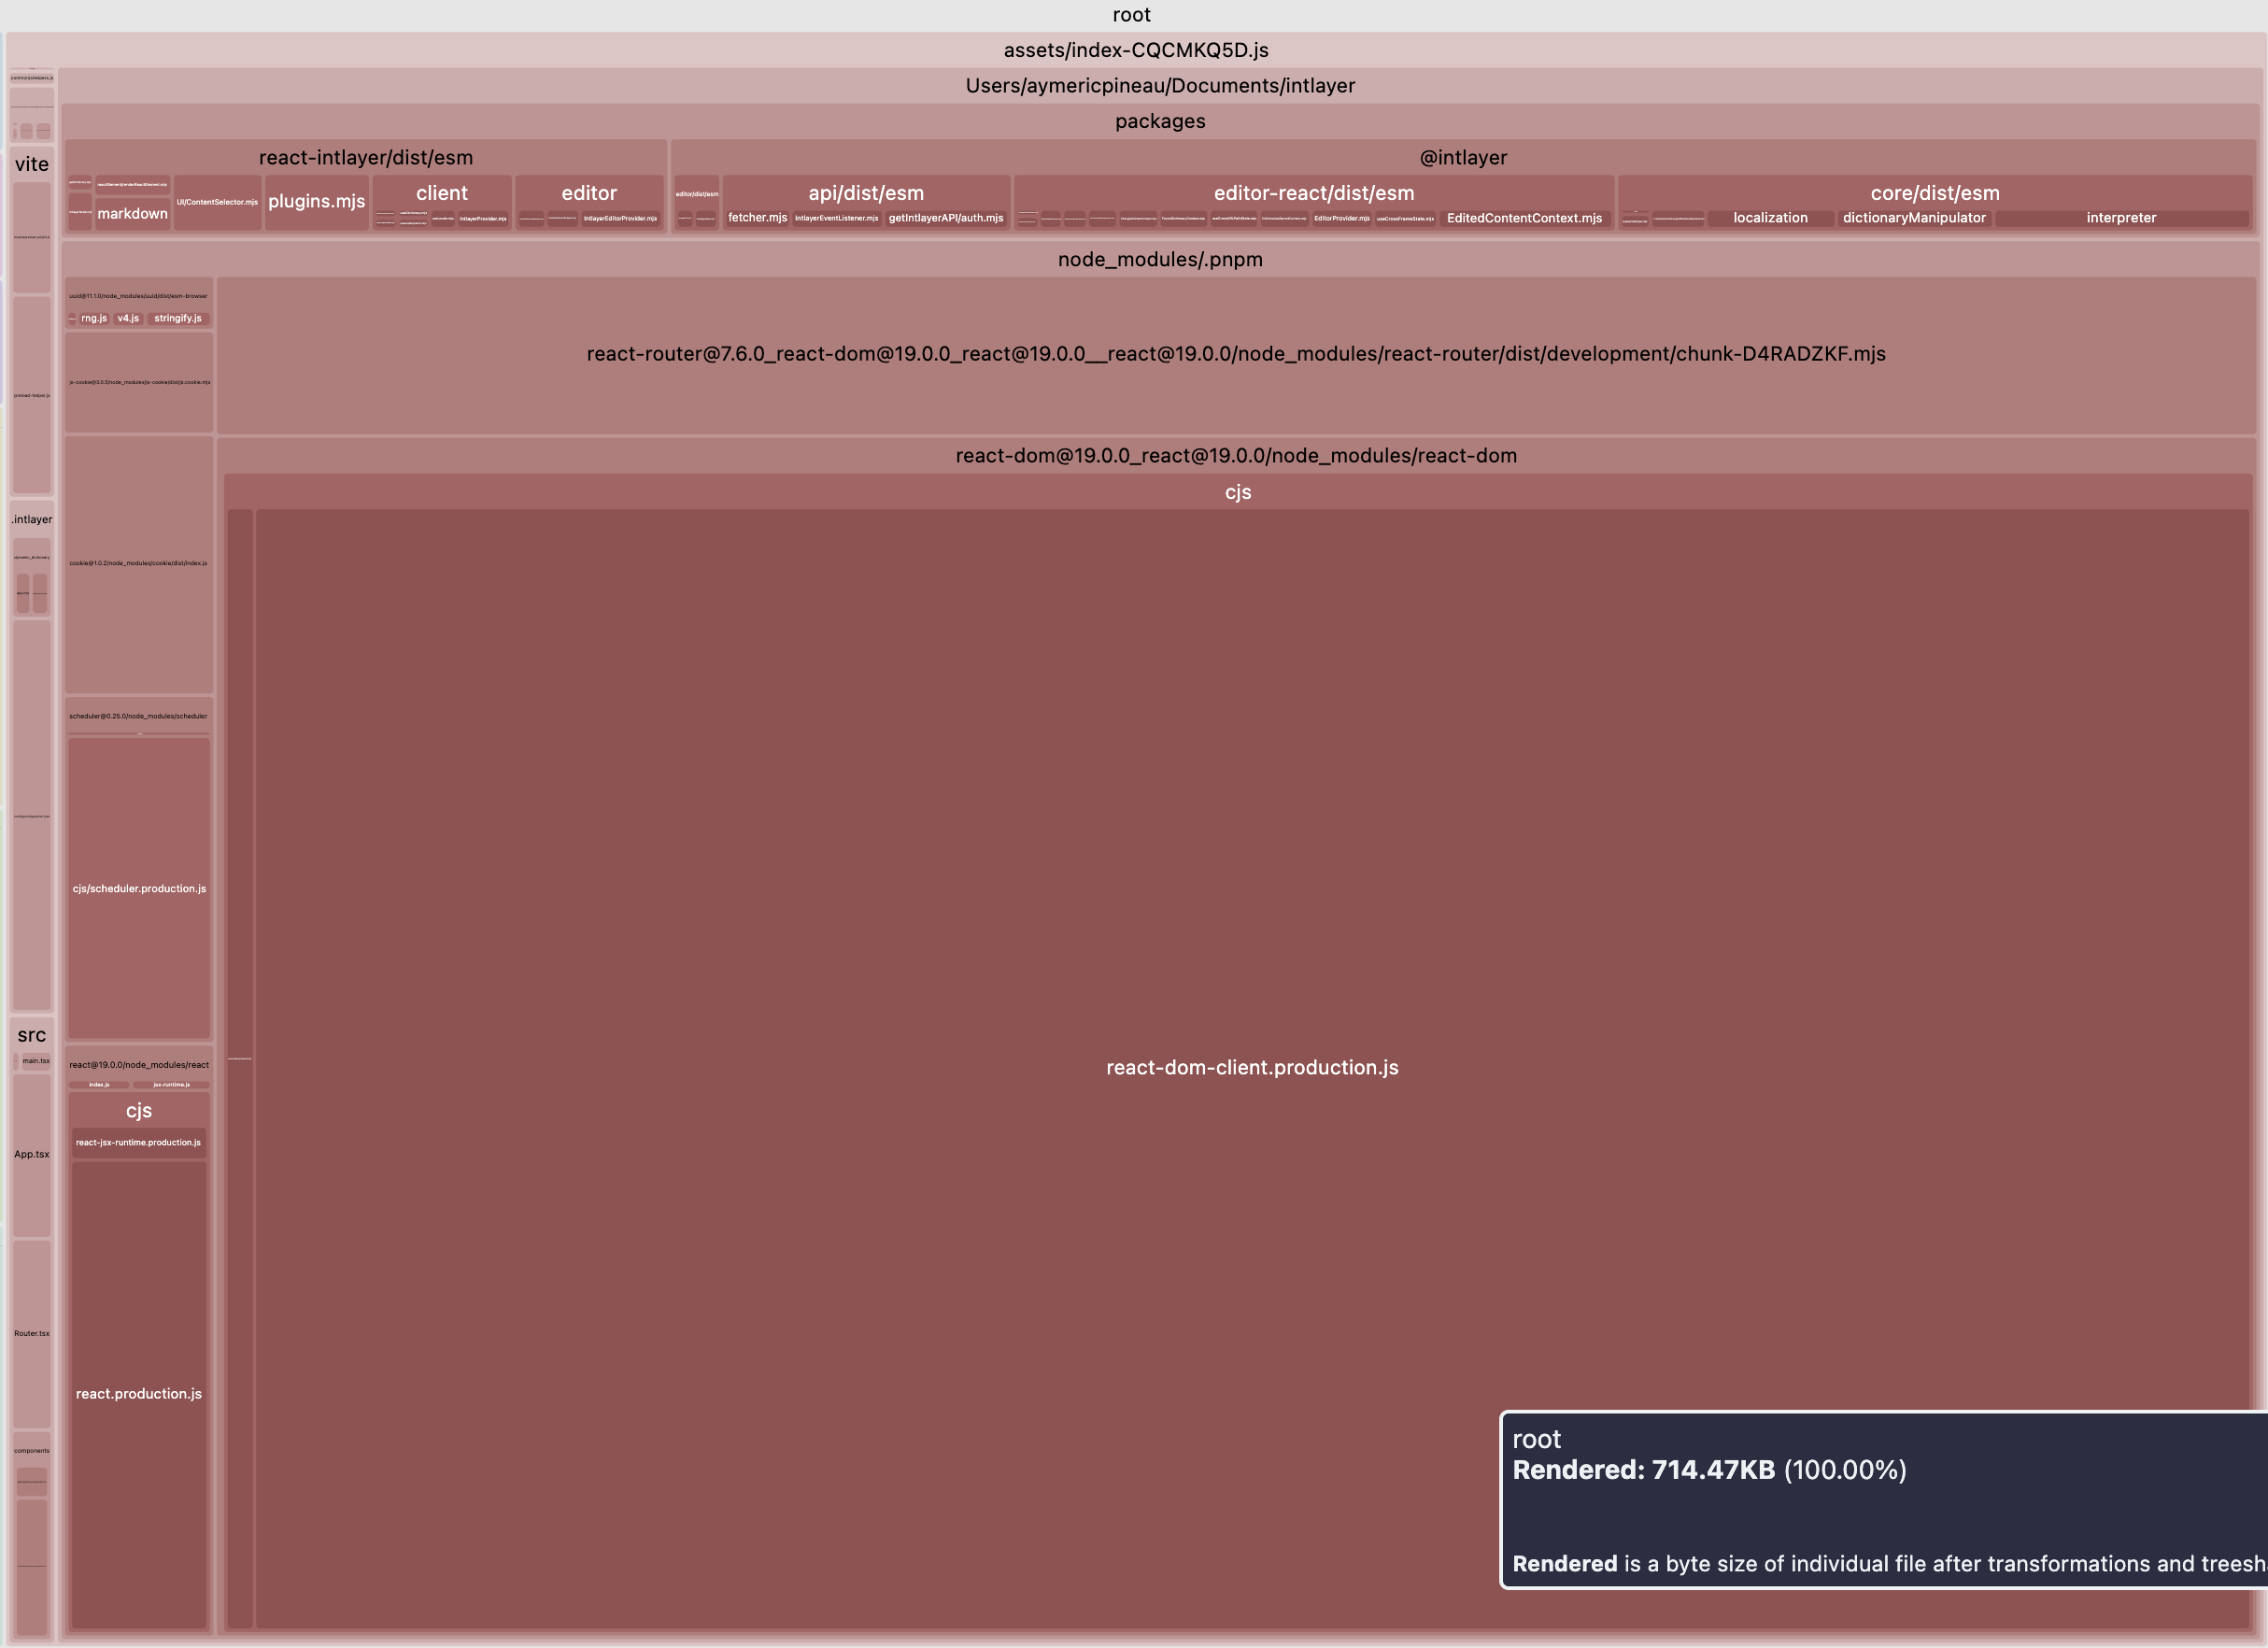 root
assets/index-CQCMKQ5D.js
Users/aymericpineau/Documents/intlayer
packages
react-intlayer/dist/esm
@intlayer
vite
markdown
UI/ContentSelector.mjs
plugins.mjs
client
IntlayerProvider.mjs
editor
IntlayerEditorProvider.mjs
editor/dist/esm
api/dist/esm
fetcher.mjs
IntlayerEventListener.mjs
getIntlayerAPI/auth.mjs
editor-react/dist/esm
EditorProvider.mjs
useCrossFrameState.mjs
EditedContentContext.mjs
core/dist/esm
localization
dictionaryManipulator
interpreter
node_modules/.pnpm
uuid@11.1.0/node_modules/uuid/dist/esm-browser
rng.js
v4.js
stringify.js
react-router@7.6.0_react-dom@19.0.0_react@19.0.0__react@19.0.0/node_modules/react-router/dist/development/chunk-D4RADZKF.mjs
js-cookie@3.0.5/node_modules/js-cookie/dist/js.cookie.mjs
preload-helper.js
react-dom@19.0.0_react@19.0.0/node_modules/react-dom
cjs
.intlayer
dynamic_dictionary
cookie@1.0.2/node_modules/cookie/dist/index.js
scheduler@0.25.0/node_modules/scheduler
cjs/scheduler.production.js
src
main.tsx
react@19.0.0/node_modules/react
index.js
jsx-runtime.js
cjs
react-jsx-runtime.production.js
App.tsx
react-dom-client.production.js
Router.tsx
react.production.js
components
root
Rendered: 714.47KB (100.00%)
Rendered is a byte size of individual file after transformations and treesh